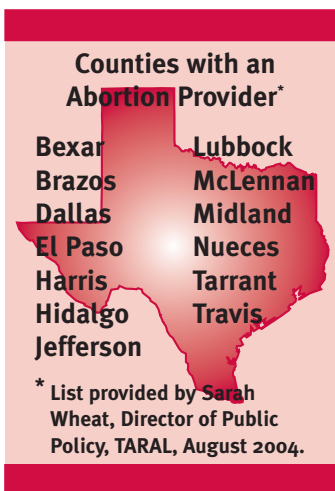 Counties with an
Abortion Provider*
Bexar
Brazos
Dallas
El Paso
Harris
Hidalgo
Jefferson
Lubbock
McLennan
Midland
Nueces
Tarrant
Travis
* List provided by Sarah
Wheat, Director of Public
Policy, TARAL, August 2004.